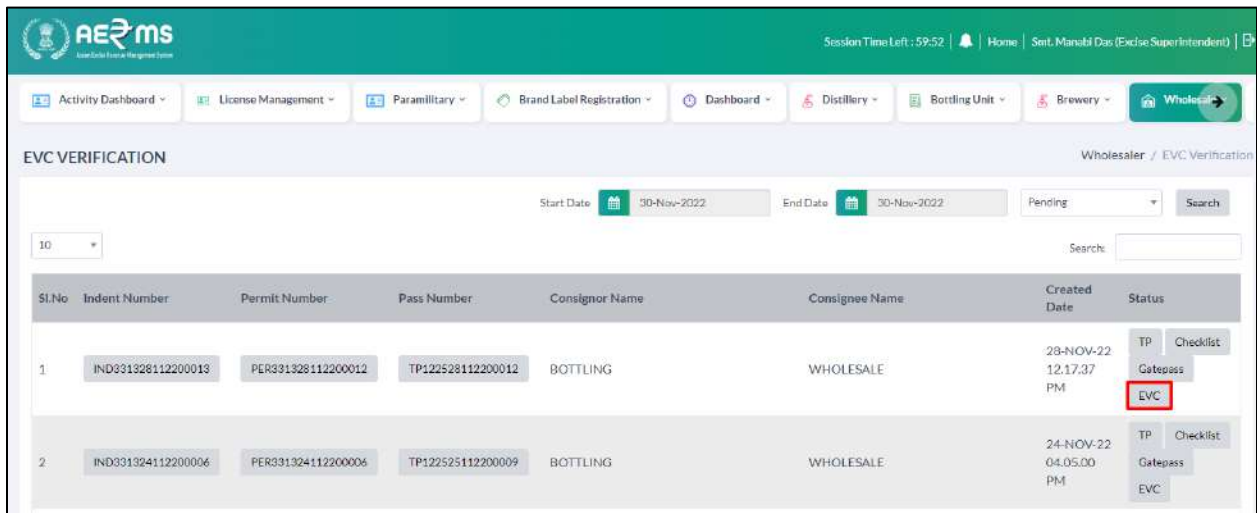 AERMS
Session Time Left : 59:52 | Home | Smt. Manabi Das (Excise Superintendent)
Activity Dashboard License Management Paramilitary Brand Label Registration Dashboard Distillery Bottling Unit Brewery Wholesale
EVC VERIFICATION
Wholesaler / EVC Verification
Start Date 30-Nov-2022 End Date 30-Nov-2022 Pending Search
10 Search:
Sl.No Indent Number Permit Number Pass Number Consignor Name Consignee Name Created Date Status
1 IND331328112200013 PER331328112200012 TP122528112200012 BOTTLING WHOLESALE 28-NOV-22 12.17.37 PM
TP Checklist
Gatepass
EVC
2 IND331324112200006 PER331324112200006 TP122525112200009 BOTTLING WHOLESALE 24-NOV-22 04.05.00 PM
TP Checklist
Gatepass
EVC